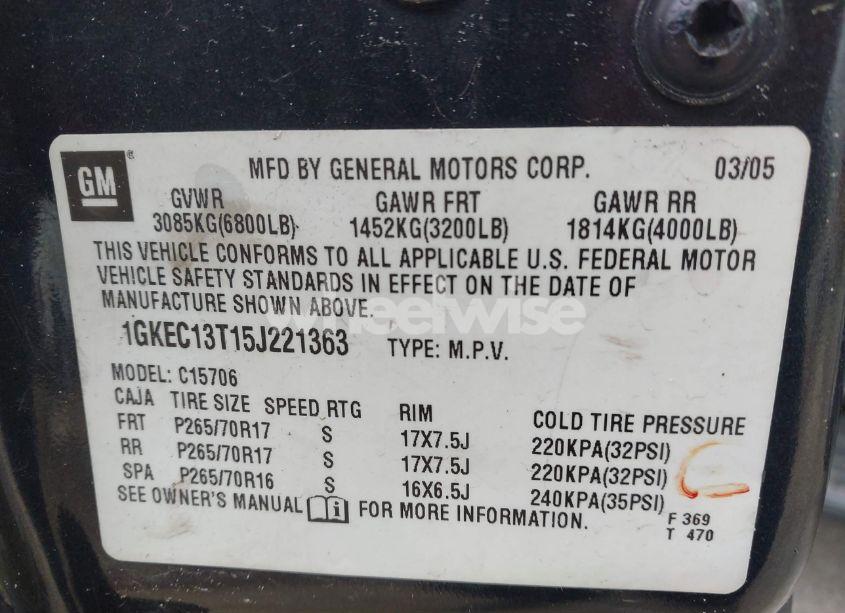 GM
MFD BY GENERAL MOTORS CORP. 03/05
GVWR GAWR FRT GAWR RR
3085KG(6800LB) 1452KG(3200LB) 1814KG(4000LB)
THIS VEHICLE CONFORMS TO ALL APPLICABLE U.S. FEDERAL MOTOR
VEHICLE SAFETY STANDARDS IN EFFECT ON THE DATE OF
MANUFACTURE SHOWN ABOVE.
wheelwise
1GKEC13T15J221363 TYPE: M.P.V.
MODEL: C15706
CAJA TIRE SIZE SPEED RTG RIM COLD TIRE PRESSURE
FRT P265/70R17 S 17X7.5J 220KPA(32PSI)
RR P265/70R17 S 17X7.5J 220KPA(32PSI)
SPA P265/70R16 S 16X6.5J 240KPA(35PSI)
SEE OWNER'S MANUAL i FOR MORE INFORMATION.
F 369
T 470